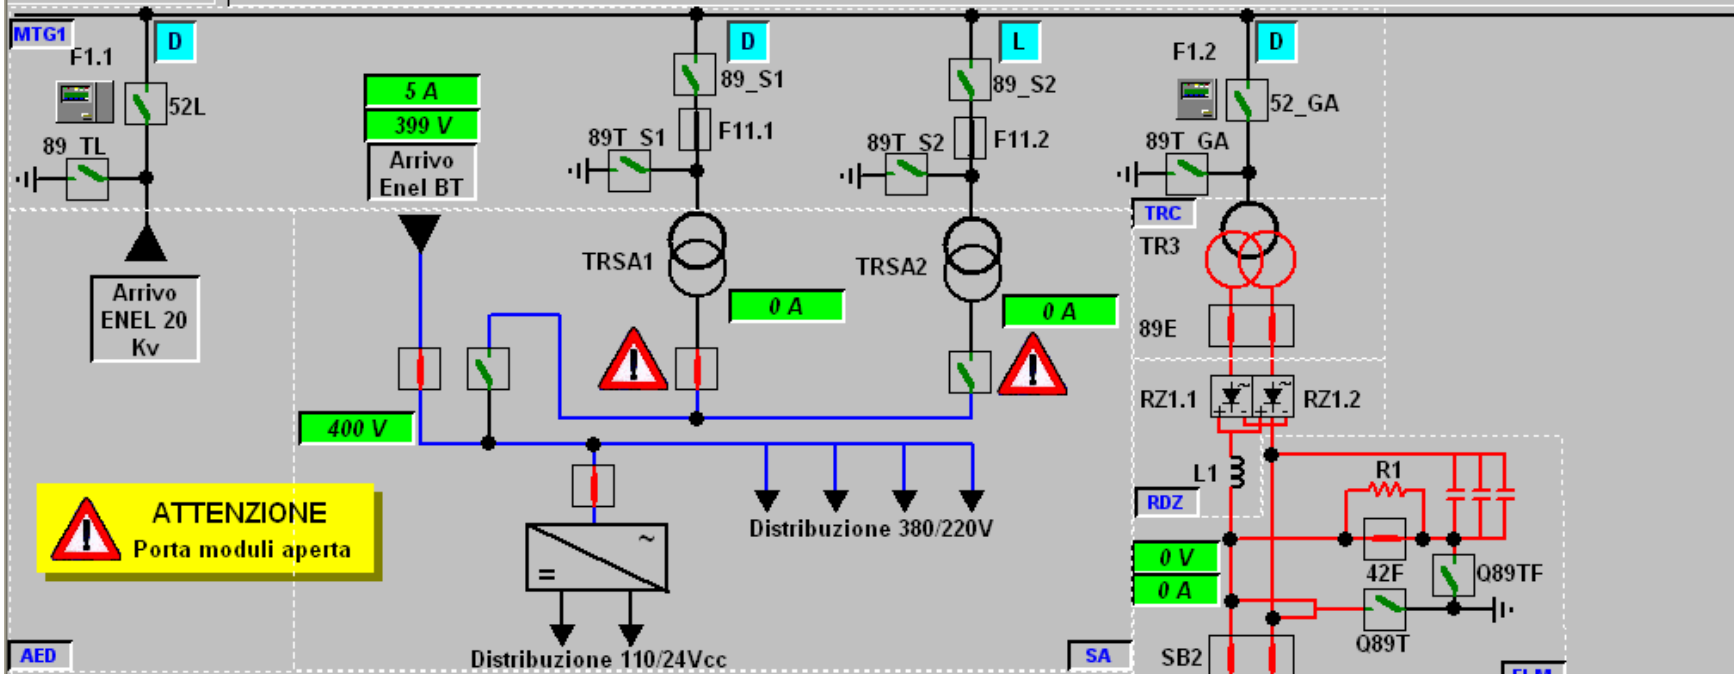 MTG1
F1.1
D
52L
89_TL
Arrivo
ENEL 20
Kv
5 A
399 V
Arrivo
Enel BT
D
89_S1
F11.1
89T_S1
TRSA1
0 A
L
89_S2
F11.2
89T_S2
TRSA2
0 A
F1.2
D
52_GA
89T_GA
TRC
TR3
89E
RZ1.1
RZ1.2
L1
RDZ
R1
42F
Q89TF
Q89T
0 V
0 A
SB2
400 V
ATTENZIONE
Porta moduli aperta
Distribuzione 380/220V
~
=
Distribuzione 110/24Vcc
AED
SA